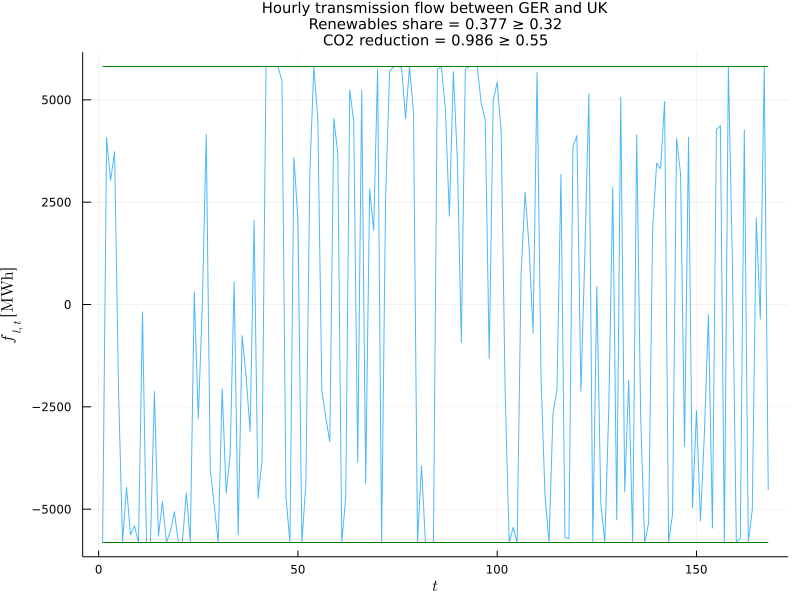 Hourly transmission flow between GER and UK
Renewables share = 0.377 ≥ 0.32
CO2 reduction = 0.986 ≥ 0.55
f_{l,t} [MWh]
5000
2500
0
−2500
−5000
0
50
100
150
t